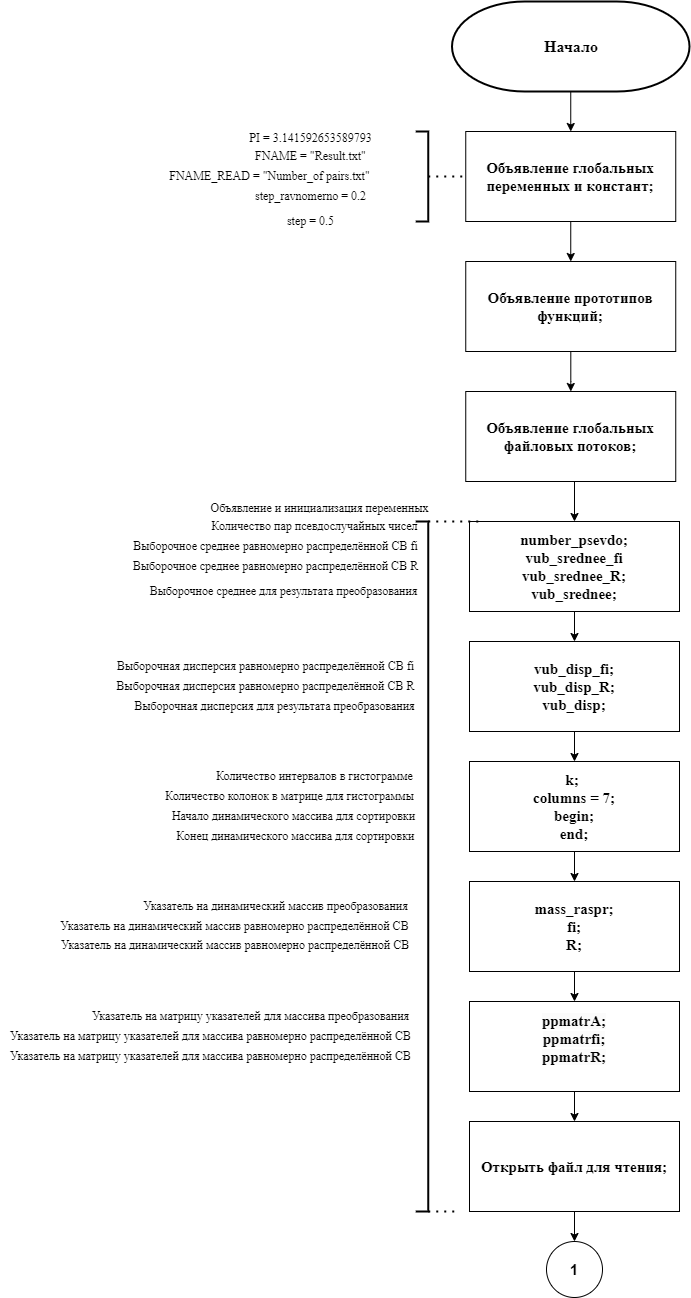 Начало
PI = 3.141592653589793
FNAME = "Result.txt"
FNAME_READ = "Number_of pairs.txt"
step_ravnomerno = 0.2
step = 0.5
Объявление глобальных
переменных и констант;
Объявление прототипов
функций;
Объявление глобальных
файловых потоков;
Объявление и инициализация переменных
Количество пар псевдослучайных чисел
Выборочное среднее равномерно распределённой СВ fi
Выборочное среднее равномерно распределённой СВ R
Выборочное среднее для результата преобразования
number_psevdo;
vub_srednee_fi
vub_srednee_R;
vub_srednee;
Выборочная дисперсия равномерно распределённой СВ fi
Выборочная дисперсия равномерно распределённой СВ R
Выборочная дисперсия для результата преобразования
vub_disp_fi;
vub_disp_R;
vub_disp;
Количество интервалов в гистограмме
Количество колонок в матрице для гистограммы
Начало динамического массива для сортировки
Конец динамического массива для сортировки
k;
columns = 7;
begin;
end;
Указатель на динамический массив преобразования
Указатель на динамический массив равномерно распределённой СВ
Указатель на динамический массив равномерно распределённой СВ
mass_raspr;
fi;
R;
Указатель на матрицу указателей для массива преобразования
Указатель на матрицу указателей для массива равномерно распределённой СВ
Указатель на матрицу указателей для массива равномерно распределённой СВ
ppmatrA;
ppmatrfi;
ppmatrR;
Открыть файл для чтения;
1